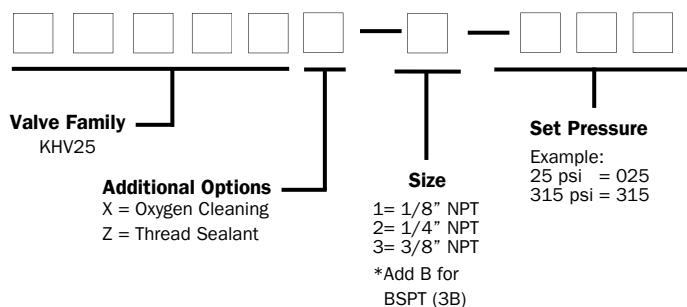 Valve Family
KHV25
Additional Options
X = Oxygen Cleaning
Z = Thread Sealant
Size
1= 1/8” NPT
2= 1/4” NPT
3= 3/8” NPT
*Add B for
BSPT (3B)
Set Pressure
Example:
25 psi = 025
315 psi = 315